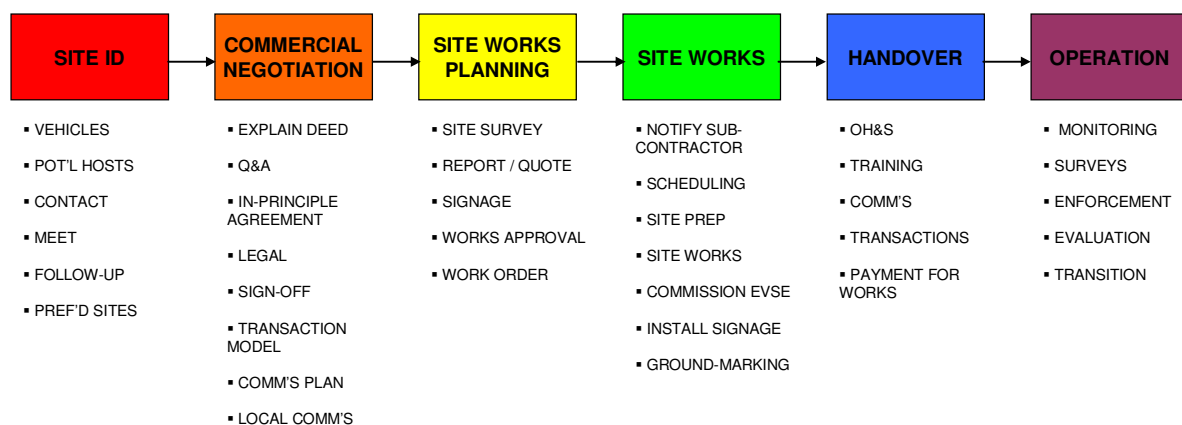 SITE ID
COMMERCIAL
NEGOTIATION
SITE WORKS
PLANNING
SITE WORKS
HANDOVER
OPERATION
▪ VEHICLES
▪ POT'L HOSTS
▪ CONTACT
▪ MEET
▪ FOLLOW-UP
▪ PREF'D SITES
▪ EXPLAIN DEED
▪ Q&A
▪ IN-PRINCIPLE
AGREEMENT
▪ LEGAL
▪ SIGN-OFF
▪ TRANSACTION
MODEL
▪ COMM'S PLAN
▪ LOCAL COMM'S
▪ SITE SURVEY
▪ REPORT / QUOTE
▪ SIGNAGE
▪ WORKS APPROVAL
▪ WORK ORDER
▪ NOTIFY SUB-
CONTRACTOR
▪ SCHEDULING
▪ SITE PREP
▪ SITE WORKS
▪ COMMISSION EVSE
▪ INSTALL SIGNAGE
▪ GROUND-MARKING
▪ OH&S
▪ TRAINING
▪ COMM'S
▪ TRANSACTIONS
▪ PAYMENT FOR
WORKS
▪ MONITORING
▪ SURVEYS
▪ ENFORCEMENT
▪ EVALUATION
▪ TRANSITION